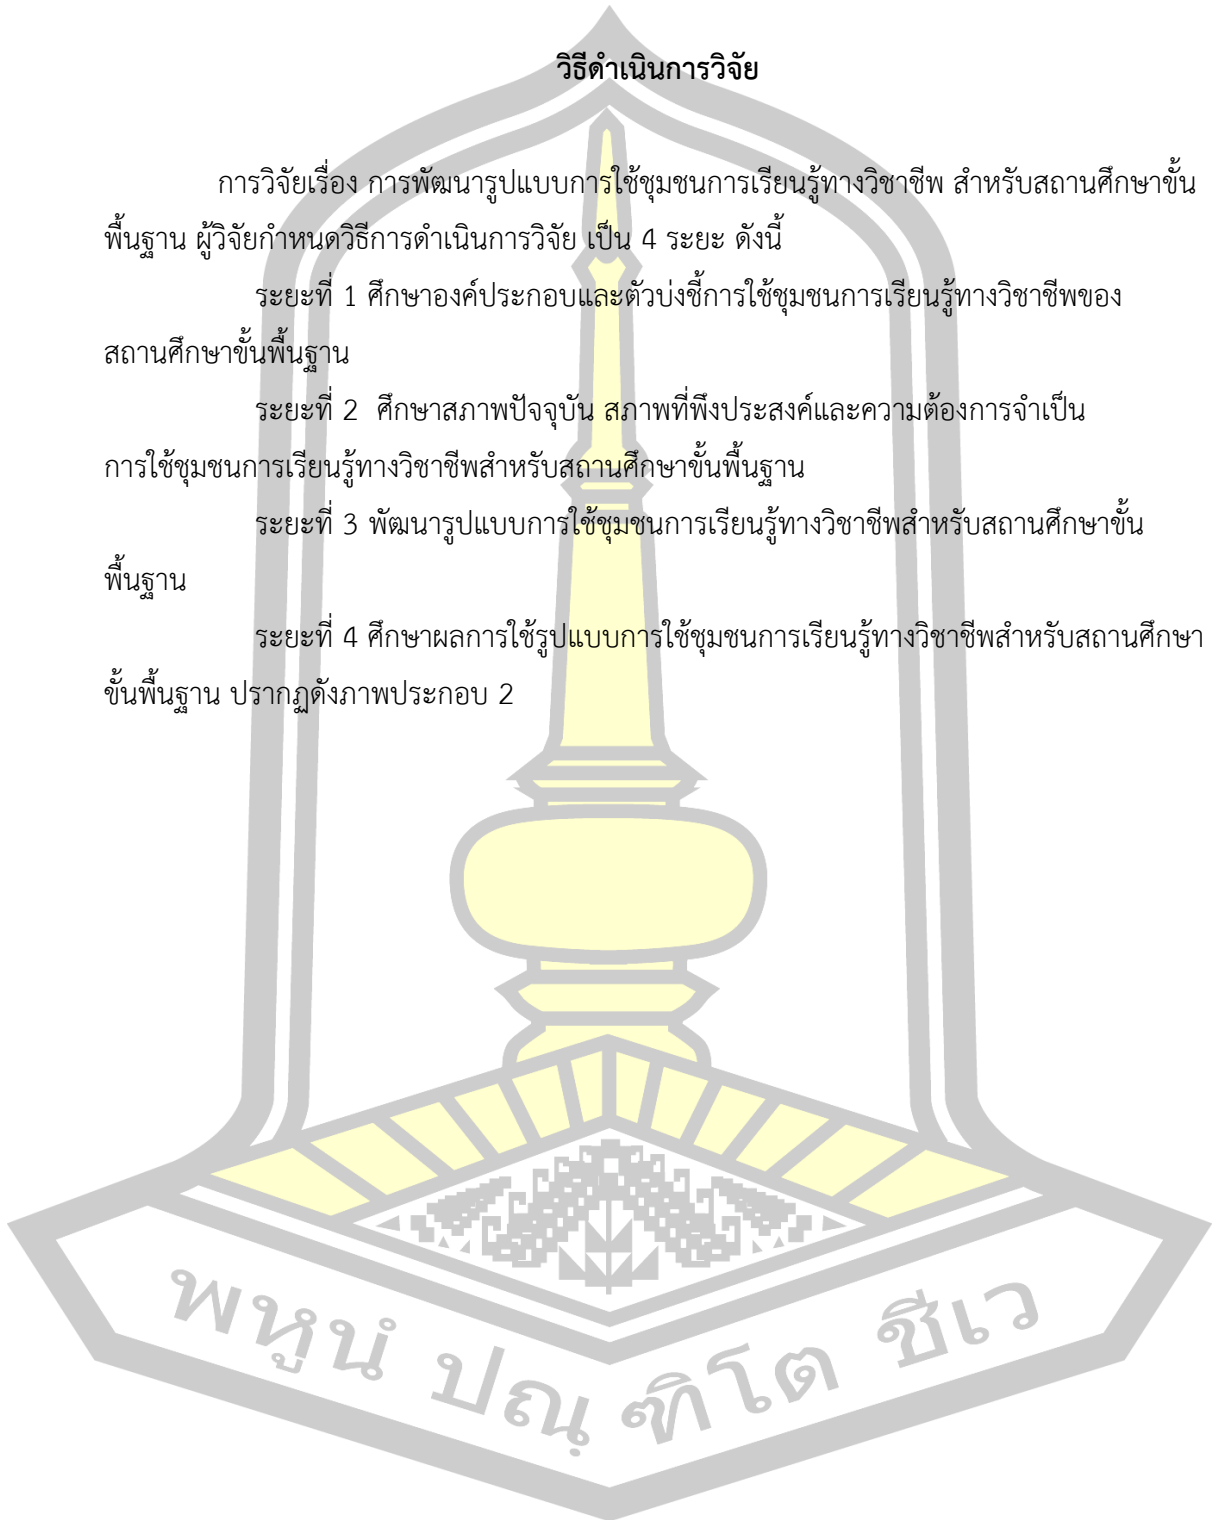 วิธีดำเนินการวิจัย
การวิจัยเรื่อง การพัฒนารูปแบบการใช้ชุมชนการเรียนรู้ทางวิชาชีพ สำหรับสถานศึกษาขั้น
พื้นฐาน ผู้วิจัยกำหนดวิธีการดำเนินการวิจัย เป็น 4 ระยะ ดังนี้
ระยะที่ 1 ศึกษาองค์ประกอบและตัวบ่งชี้การใช้ชุมชนการเรียนรู้ทางวิชาชีพของ
สถานศึกษาขั้นพื้นฐาน
ระยะที่ 2 ศึกษาสภาพปัจจุบัน สภาพที่พึงประสงค์และความต้องการจำเป็น
การใช้ชุมชนการเรียนรู้ทางวิชาชีพสำหรับสถานศึกษาขั้นพื้นฐาน
ระยะที่ 3 พัฒนารูปแบบการใช้ชุมชนการเรียนรู้ทางวิชาชีพสำหรับสถานศึกษาขั้น
พื้นฐาน
ระยะที่ 4 ศึกษาผลการใช้รูปแบบการใช้ชุมชนการเรียนรู้ทางวิชาชีพสำหรับสถานศึกษา
ขั้นพื้นฐาน ปรากฏดังภาพประกอบ 2
พหูนํ ปณฺฑิโต ชีเว